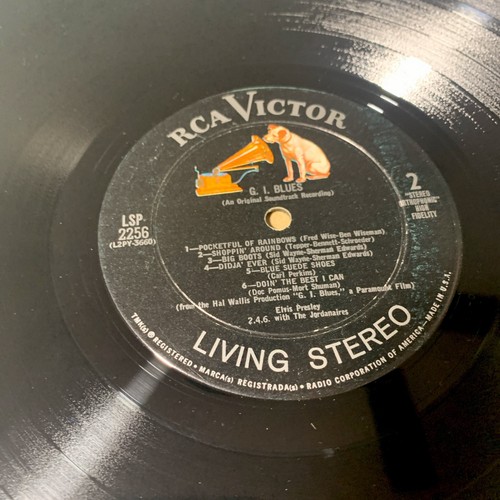 RCA VICTOR
G. I. BLUES
(An Original Soundtrack Recording)
LSP-
2256
(L2PY-3660)
2
"STEREO
ORTHOPHONIC"
HIGH
FIDELITY
1—POCKETFUL OF RAINBOWS (Fred Wise-Ben Weisman)
2—SHOPPIN' AROUND (Tepper-Bennett-Schroeder)
3—BIG BOOTS (Sid Wayne-Sherman Edwards)
4—DIDJA' EVER (Sid Wayne-Sherman Edwards)
5—BLUE SUEDE SHOES
(Carl Perkins)
6—DOIN' THE BEST I CAN
(Doc Pomus-Mort Shuman)
(from the Hal Wallis Production "G. I. Blues," a Paramount Film)
Elvis Presley
2.4.6. with The Jordanaires
LIVING STEREO
TMK(s) ® REGISTERED • MARCA(s) REGISTRADA(s) • RADIO CORPORATION OF AMERICA—MADE IN U.S.A.